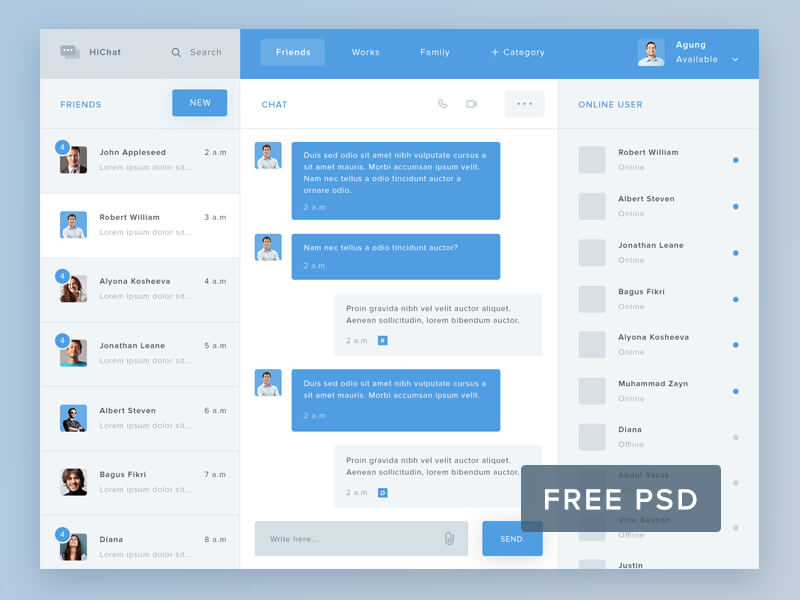 HiChat
Search
Friends
Works
Family
+ Category
Agung
Available
FRIENDS
NEW
4
John Appleseed
2 a.m
Lorem ipsum dolor sit...
Robert William
3 a.m
Lorem ipsum dolor sit...
4
Alyona Kosheeva
4 a.m
Lorem ipsum dolor sit...
4
Jonathan Leane
5 a.m
Lorem ipsum dolor sit...
Albert Steven
6 a.m
Lorem ipsum dolor sit...
Bagus Fikri
7 a.m
Lorem ipsum dolor sit...
4
Diana
8 a.m
Lorem ipsum dolor sit...
CHAT
Duis sed odio sit amet nibh vulputate cursus a
sit amet mauris. Morbi accumsan ipsum velit.
Nam nec tellus a odio tincidunt auctor a
ornare odio.
2 a.m
Nam nec tellus a odio tincidunt auctor?
2 a.m
Proin gravida nibh vel velit auctor aliquet.
Aenean sollicitudin, lorem bibendum auctor.
2 a.m
R
Duis sed odio sit amet nibh vulputate cursus a
sit amet mauris. Morbi accumsan ipsum velit.
2 a.m
Proin gravida nibh vel velit auctor aliquet.
Aenean sollicitudin, lorem bibendum auctor,
2 a.m
D
Write here...
SEND
ONLINE USER
Robert William
Online
Albert Steven
Online
Jonathan Leane
Online
Bagus Fikri
Online
Alyona Kosheeva
Online
Muhammad Zayn
Online
Diana
Offline
Abdul Razak
FREE PSD
Vino Bastian
Offline
Justin